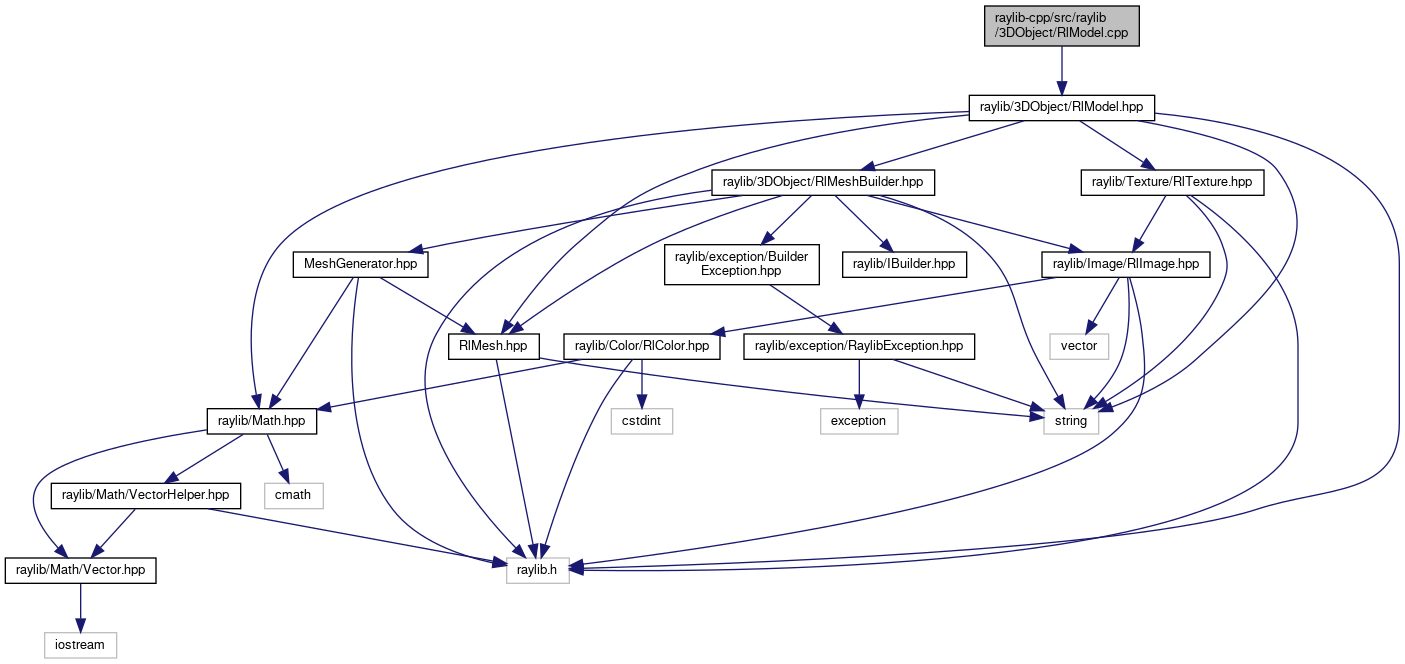 raylib-cpp/src/raylib
/3DObject/RlModel.cpp
raylib/3DObject/RlModel.hpp
raylib/3DObject/RlMeshBuilder.hpp
raylib/Texture/RlTexture.hpp
MeshGenerator.hpp
raylib/exception/Builder
Exception.hpp
raylib/IBuilder.hpp
raylib/Image/RlImage.hpp
RlMesh.hpp
raylib/Color/RlColor.hpp
raylib/exception/RaylibException.hpp
vector
raylib/Math.hpp
cstdint
exception
string
raylib/Math/VectorHelper.hpp
cmath
raylib/Math/Vector.hpp
raylib.h
iostream